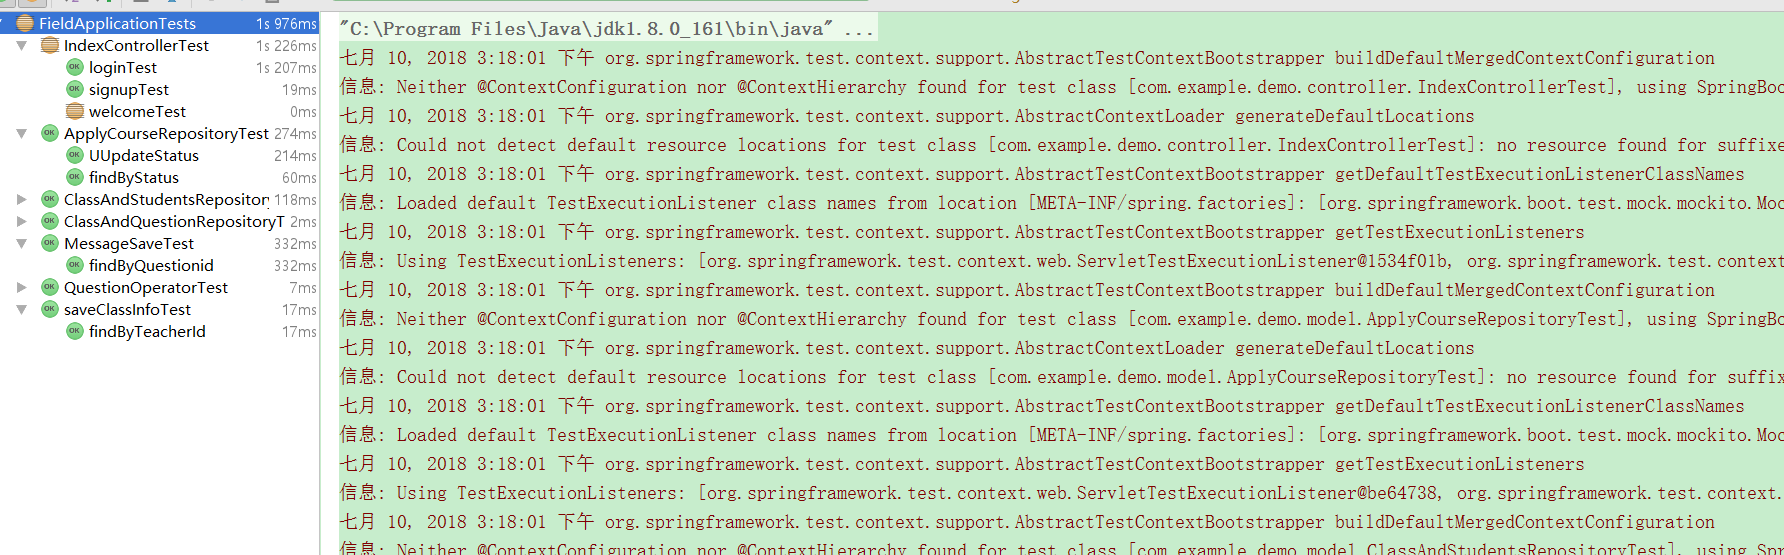 FieldApplicationTests 1s 976ms
IndexControllerTest 1s 226ms
loginTest 1s 207ms
signupTest 19ms
welcomeTest 0ms
ApplyCourseRepositoryTest 274ms
UUpdateStatus 214ms
findByStatus 60ms
ClassAndStudentsRepository 118ms
ClassAndQuestionRepositoryT 2ms
MessageSaveTest 332ms
findByQuestionid 332ms
QuestionOperatorTest 7ms
saveClassInfoTest 17ms
findByTeacherId 17ms
"C:\Program Files\Java\jdk1.8.0_161\bin\java" ...
七月 10, 2018 3:18:01 下午 org.springframework.test.context.support.AbstractTestContextBootstrapper buildDefaultMergedContextConfiguration
信息: Neither @ContextConfiguration nor @ContextHierarchy found for test class [com.example.demo.controller.IndexControllerTest], using SpringBoo
七月 10, 2018 3:18:01 下午 org.springframework.test.context.support.AbstractContextLoader generateDefaultLocations
信息: Could not detect default resource locations for test class [com.example.demo.controller.IndexControllerTest]: no resource found for suffixe
七月 10, 2018 3:18:01 下午 org.springframework.test.context.support.AbstractTestContextBootstrapper getDefaultTestExecutionListenerClassNames
信息: Loaded default TestExecutionListener class names from location [META-INF/spring.factories]: [org.springframework.boot.test.mock.mockito.Moc
七月 10, 2018 3:18:01 下午 org.springframework.test.context.support.AbstractTestContextBootstrapper getTestExecutionListeners
信息: Using TestExecutionListeners: [org.springframework.test.context.web.ServletTestExecutionListener@1534f01b, org.springframework.test.context
七月 10, 2018 3:18:01 下午 org.springframework.test.context.support.AbstractTestContextBootstrapper buildDefaultMergedContextConfiguration
信息: Neither @ContextConfiguration nor @ContextHierarchy found for test class [com.example.demo.model.ApplyCourseRepositoryTest], using SpringBo
七月 10, 2018 3:18:01 下午 org.springframework.test.context.support.AbstractContextLoader generateDefaultLocations
信息: Could not detect default resource locations for test class [com.example.demo.model.ApplyCourseRepositoryTest]: no resource found for suffix
七月 10, 2018 3:18:01 下午 org.springframework.test.context.support.AbstractTestContextBootstrapper getDefaultTestExecutionListenerClassNames
信息: Loaded default TestExecutionListener class names from location [META-INF/spring.factories]: [org.springframework.boot.test.mock.mockito.Moc
七月 10, 2018 3:18:01 下午 org.springframework.test.context.support.AbstractTestContextBootstrapper getTestExecutionListeners
信息: Using TestExecutionListeners: [org.springframework.test.context.web.ServletTestExecutionListener@be64738, org.springframework.test.context.
七月 10, 2018 3:18:01 下午 org.springframework.test.context.support.AbstractTestContextBootstrapper buildDefaultMergedContextConfiguration
信息: Neither @ContextConfiguration nor @ContextHierarchy found for test class [com.example.demo.model.ClassAndStudentsRepositoryTest], using Spr